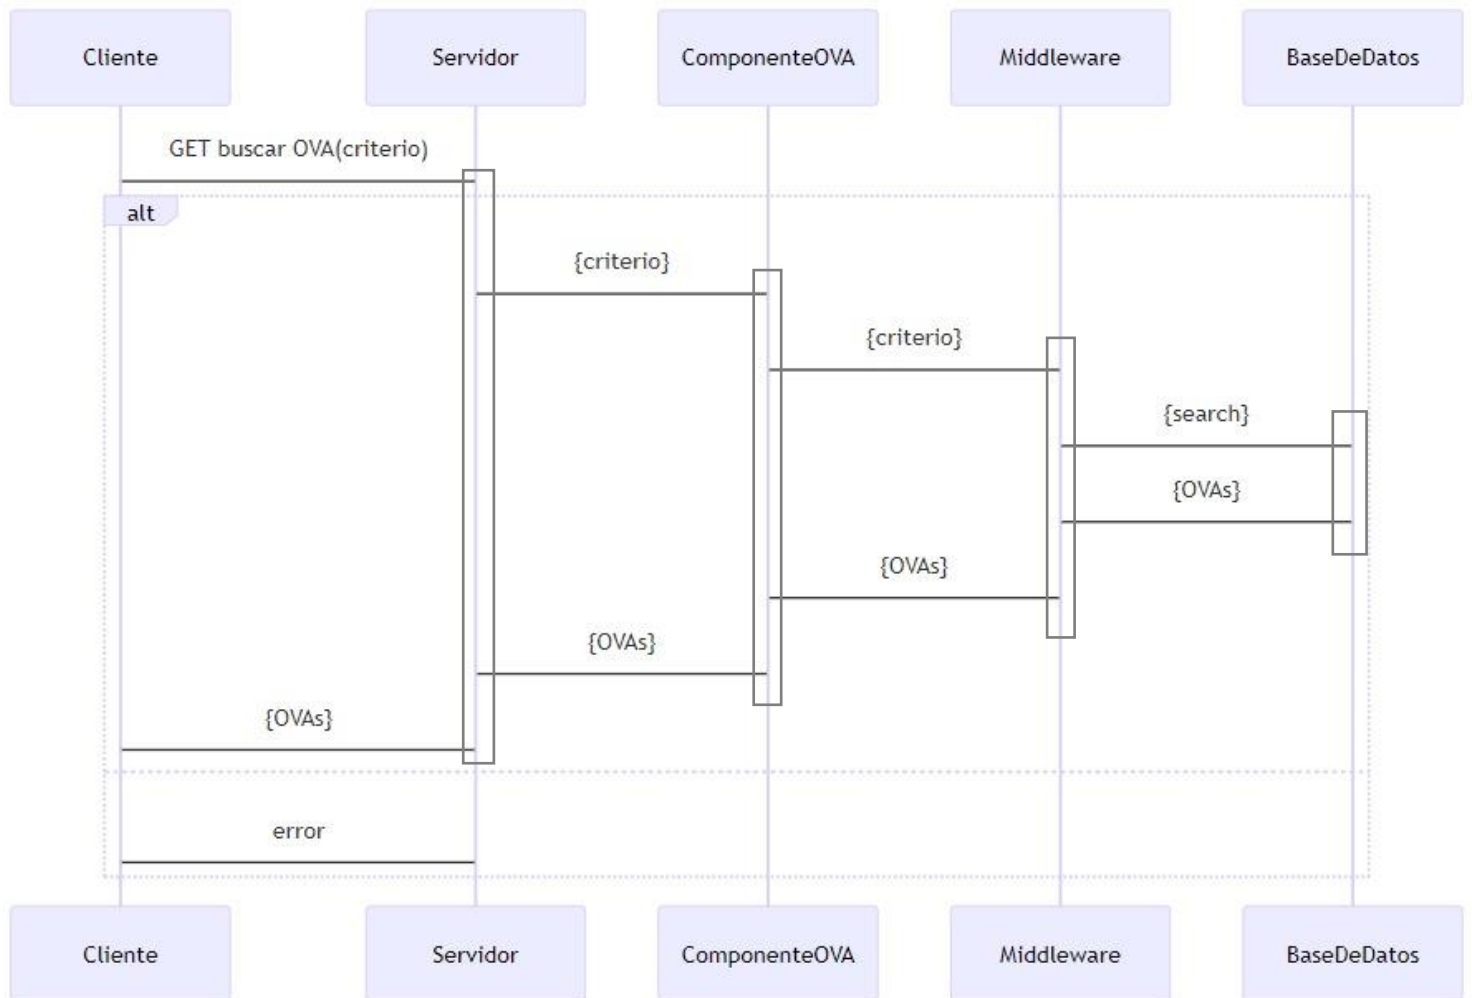 Cliente
Servidor
ComponenteOVA
Middleware
BaseDeDatos
GET buscar OVA(criterio)
alt
{criterio}
{criterio}
{search}
{OVAs}
{OVAs}
{OVAs}
{OVAs}
error
Cliente
Servidor
ComponenteOVA
Middleware
BaseDeDatos